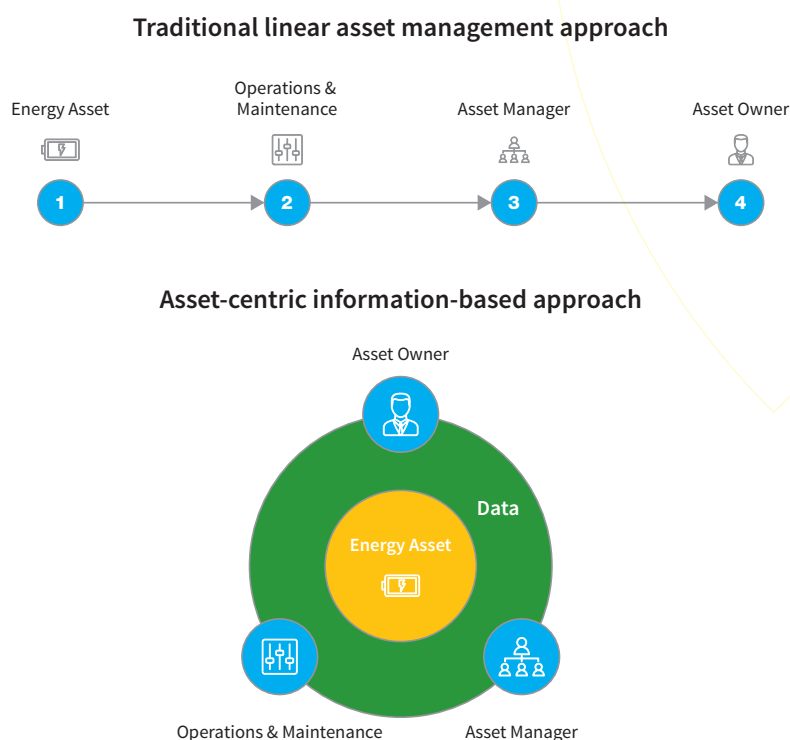 Traditional linear asset management approach
Energy Asset
Operations &
Maintenance
Asset Manager
Asset Owner
1
2
3
4
Asset-centric information-based approach
Asset Owner
Data
Energy Asset
Operations & Maintenance
Asset Manager